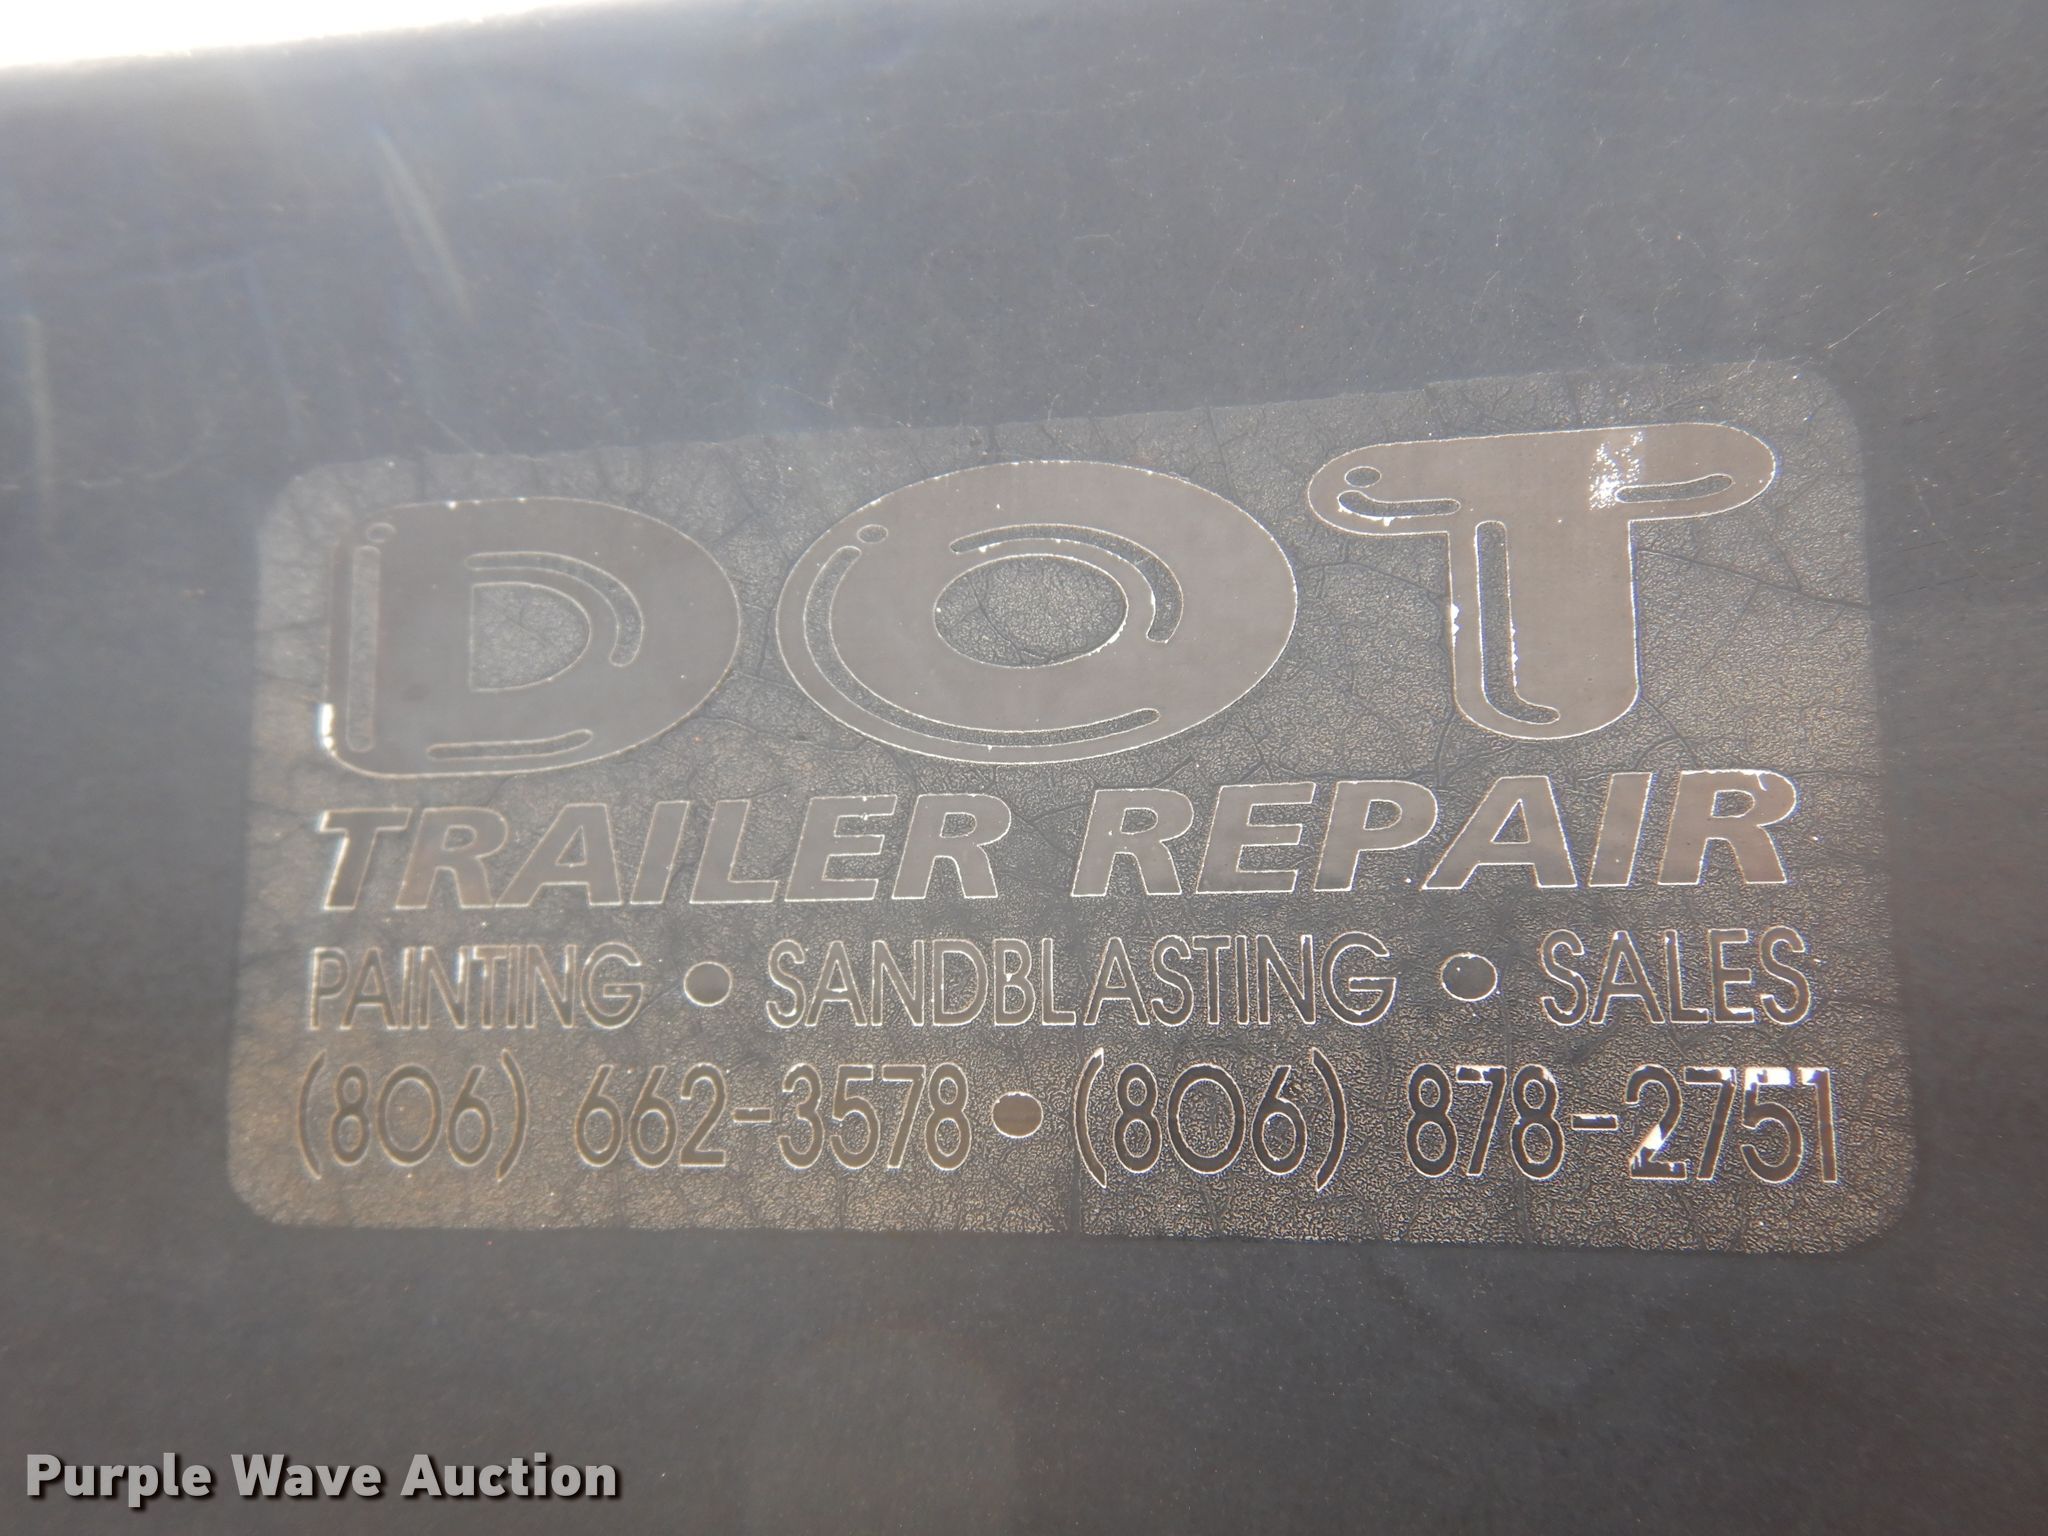 DOT
TRAILER REPAIR
PAINTING • SANDBLASTING • SALES
(806) 662-3578 • (806) 878-2751
Purple Wave Auction